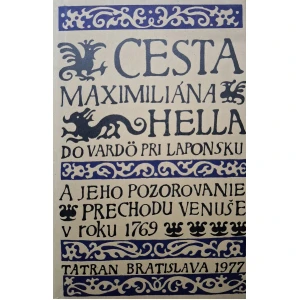 CESTA
MAXIMILIÁNA
HELLA
DO VARDÖ PRI LAPONSKU
A JEHO POZOROVANIE
PRECHODU VENUŠE
v roku 1769
TATRAN BRATISLAVA 1977